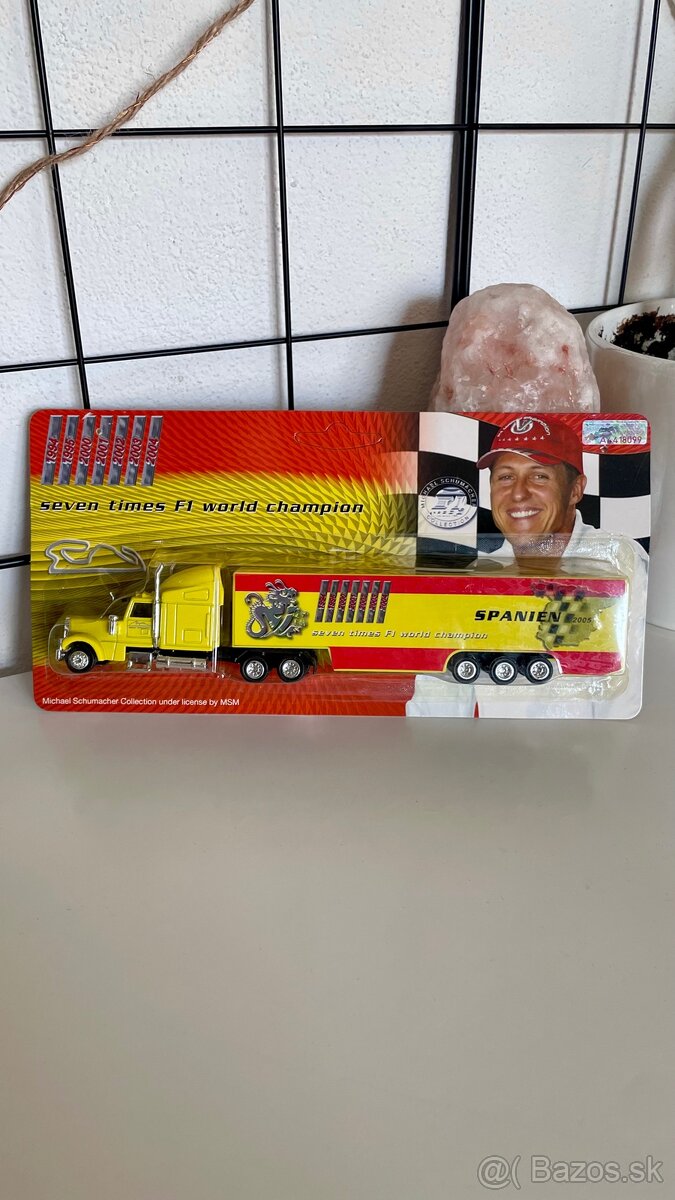 1994 1995 2000 2001 2002 2003 2004
seven times F1 world champion
MICHAEL SCHUMACHER
COLLECTION
418099
seven times F1 world champion
SPANIEN 2005
Michael Schumacher Collection under license by MSM
@( Bazos.sk